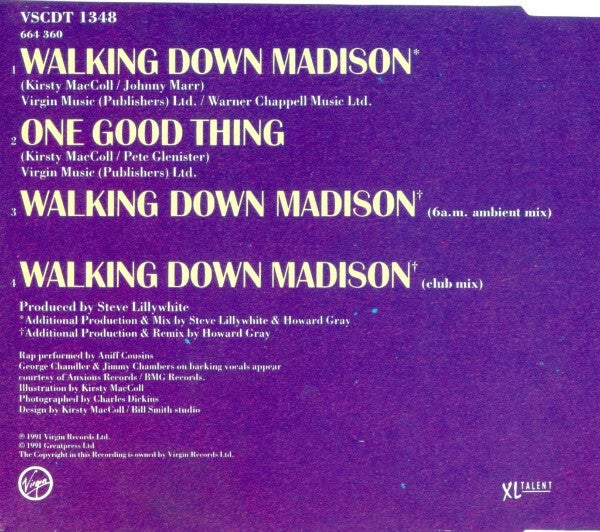 VSCDT 1348
664 360
1 WALKING DOWN MADISON*
(Kirsty MacColl / Johnny Marr)
Virgin Music (Publishers) Ltd. / Warner Chappell Music Ltd.
2 ONE GOOD THING
(Kirsty MacColl / Pete Glenister)
Virgin Music (Publishers) Ltd.
3 WALKING DOWN MADISON† (6a.m. ambient mix)
4 WALKING DOWN MADISON† (club mix)
Produced by Steve Lillywhite
*Additional Production & Mix by Steve Lillywhite & Howard Gray
†Additional Production & Remix by Howard Gray
Rap performed by Aniff Cousins
George Chandler & Jimmy Chambers on backing vocals appear
courtesy of Anxious Records / BMG Records.
Illustration by Kirsty MacColl
Photographed by Charles Dickins
Design by Kirsty MacColl / Bill Smith studio
℗ 1991 Virgin Records Ltd.
© 1991 Greatpress Ltd
The Copyright in this Recording is owned by Virgin Records Ltd.
Virgin
XL TALENT